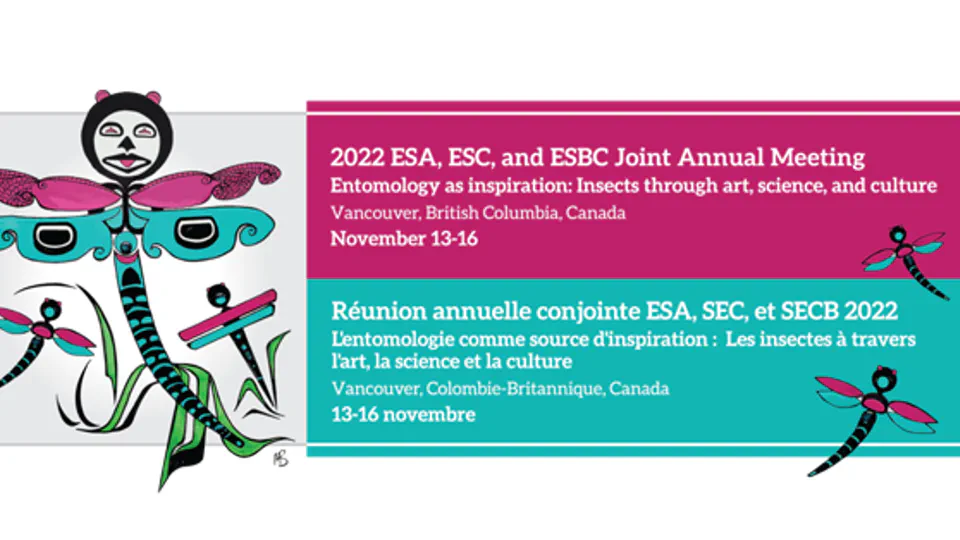 2022 ESA, ESC, and ESBC Joint Annual Meeting
Entomology as inspiration: Insects through art, science, and culture
Vancouver, British Columbia, Canada
November 13-16
Réunion annuelle conjointe ESA, SEC, et SECB 2022
L'entomologie comme source d'inspiration : Les insectes à travers
l'art, la science et la culture
Vancouver, Colombie-Britannique, Canada
13-16 novembre